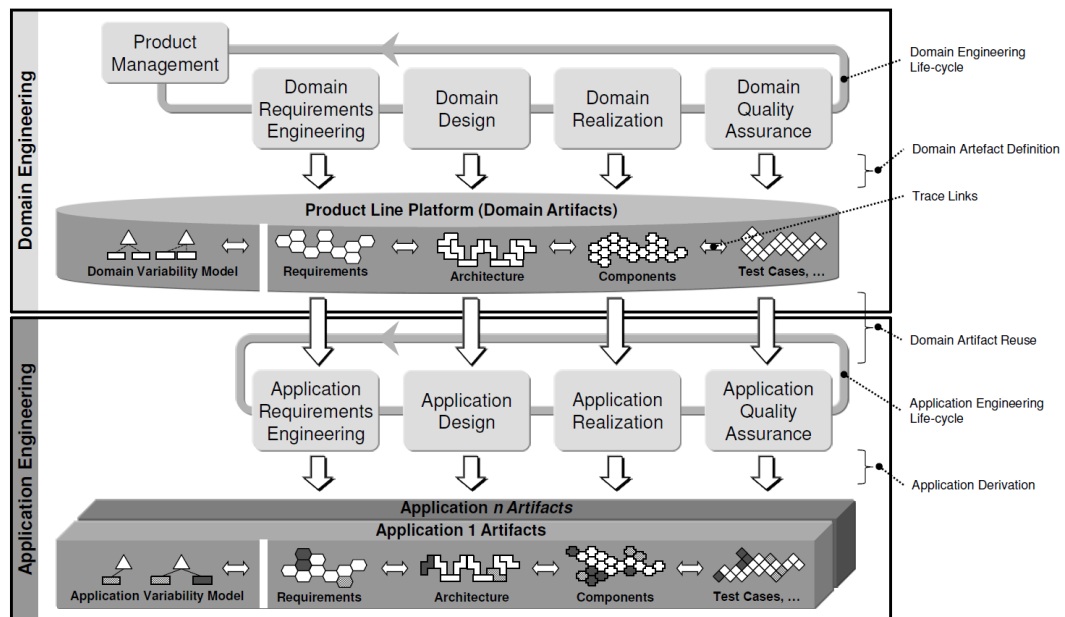 Domain Engineering
Product
Management
Domain
Requirements
Engineering
Domain
Design
Domain
Realization
Domain
Quality
Assurance
Domain Engineering
Life-cycle
Domain Artefact Definition
Trace Links
Product Line Platform (Domain Artifacts)
Domain Variability Model
Requirements
Architecture
Components
Test Cases, ...
Application Engineering
Domain Artifact Reuse
Application
Requirements
Engineering
Application
Design
Application
Realization
Application
Quality
Assurance
Application Engineering
Life-cycle
Application Derivation
Application n Artifacts
Application 1 Artifacts
Application Variability Model
Requirements
Architecture
Components
Test Cases, ...